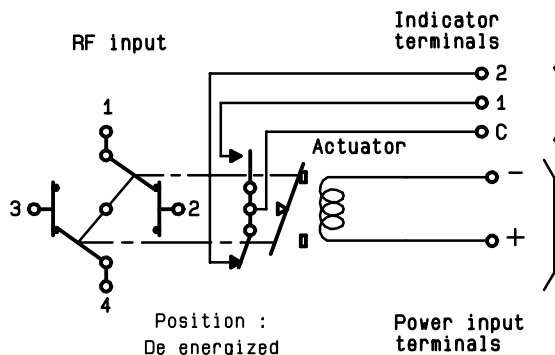 RF input
Indicator
terminals
2
1
C
Actuator
1
3
2
4
-
+
Position :
De energized
Power input
terminals